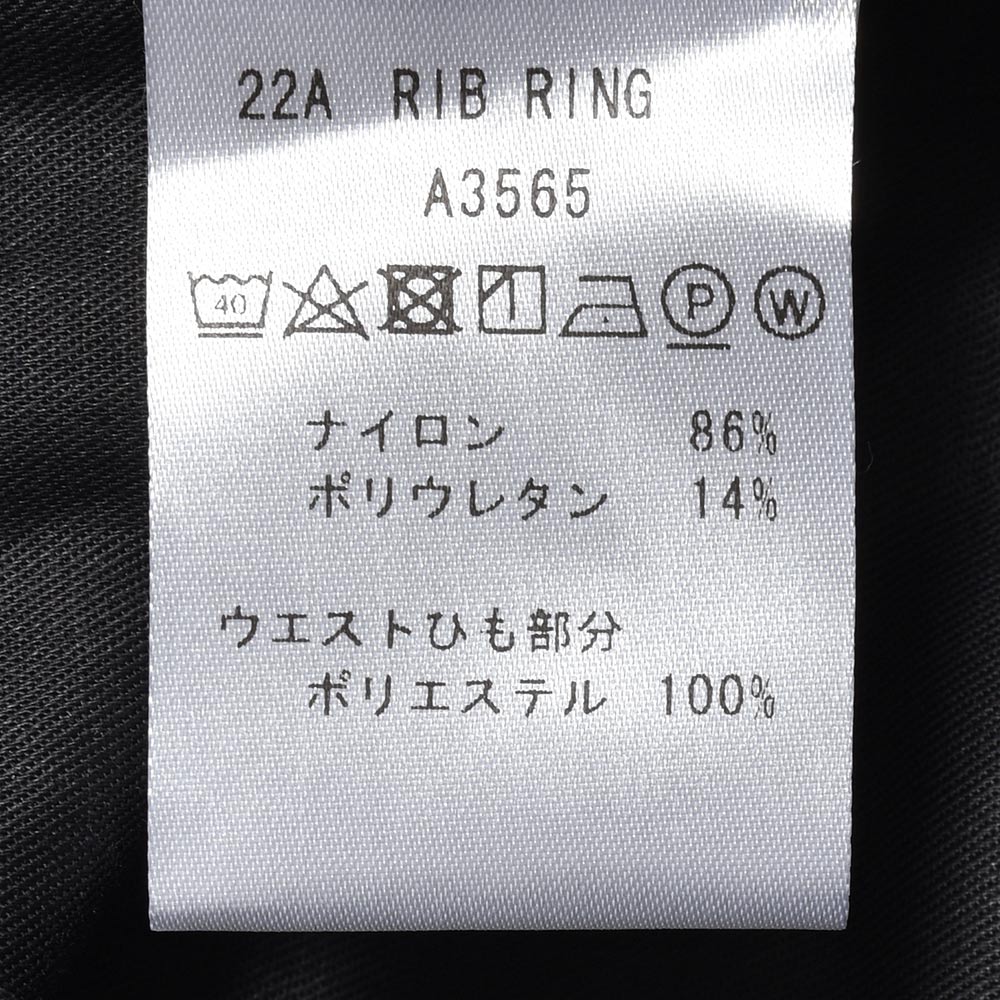 22A RIB RING
A3565
40 P W
ナイロン 86%
ポリウレタン 14%
ウエストひも部分
ポリエステル 100%